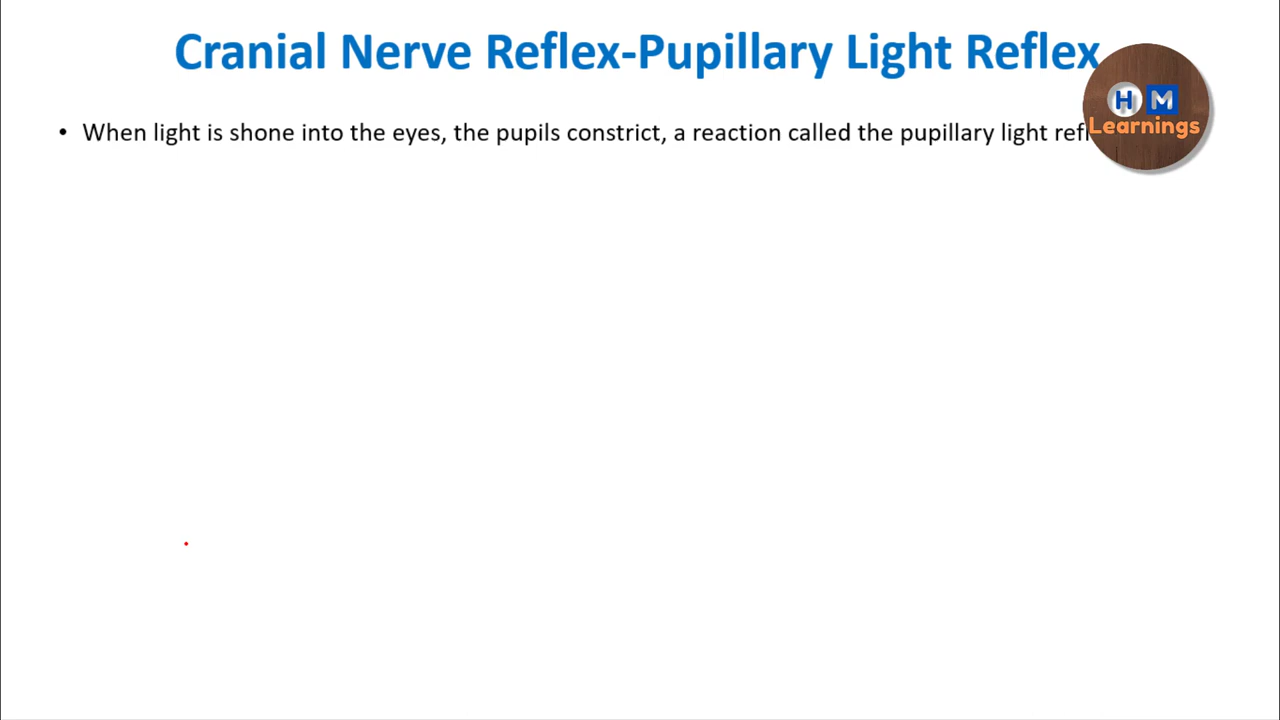 Cranial Nerve Reflex-Pupillary Light Reflex
• When light is shone into the eyes, the pupils constrict, a reaction called the pupillary light
H M
Learnings